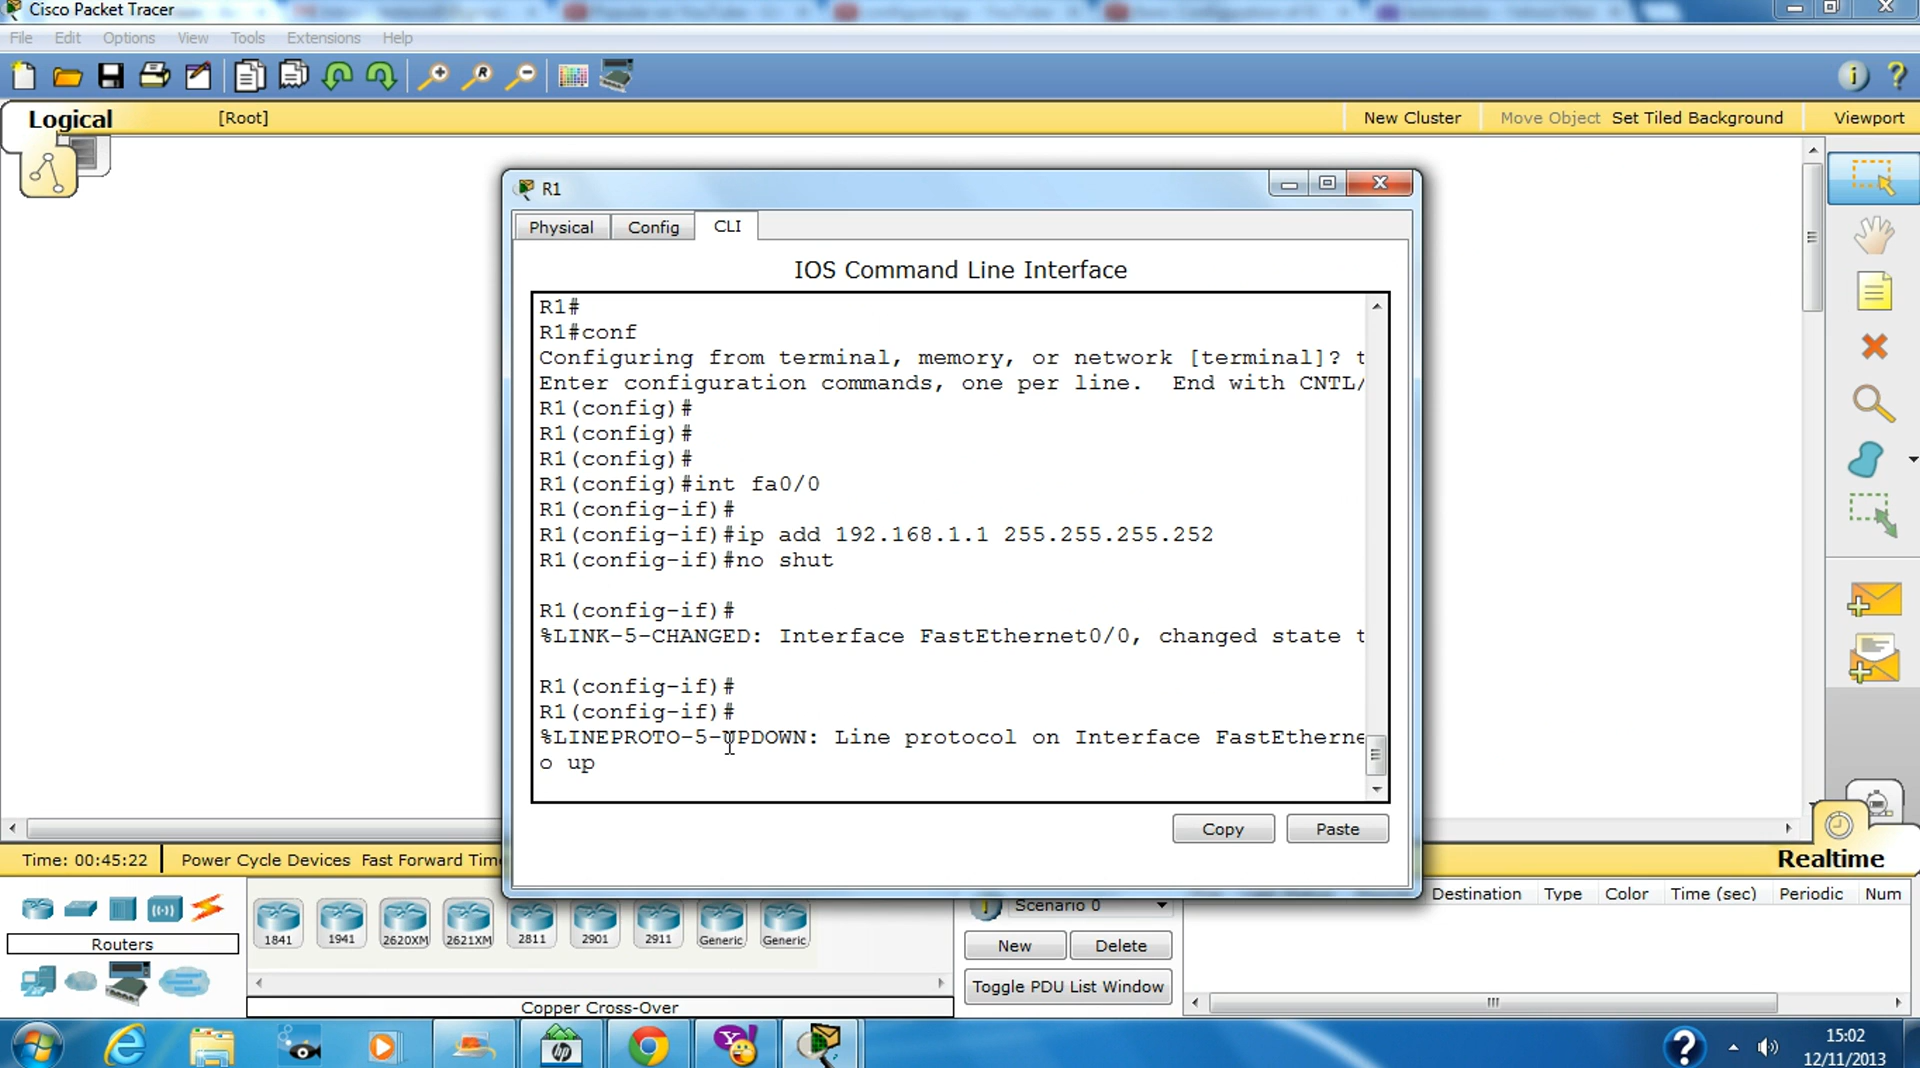 Cisco Packet Tracer
File Edit Options View Tools Extensions Help
Logical [Root] New Cluster Move Object Set Tiled Background Viewport
R1
Physical Config CLI
IOS Command Line Interface
R1#
R1#conf
Configuring from terminal, memory, or network [terminal]? t
Enter configuration commands, one per line.  End with CNTL/
R1(config)#
R1(config)#
R1(config)#
R1(config)#int fa0/0
R1(config-if)#
R1(config-if)#ip add 192.168.1.1 255.255.255.252
R1(config-if)#no shut
R1(config-if)#
%LINK-5-CHANGED: Interface FastEthernet0/0, changed state t
R1(config-if)#
R1(config-if)#
%LINEPROTO-5-UPDOWN: Line protocol on Interface FastEtherne
o up
Copy Paste
Time: 00:45:22 Power Cycle Devices Fast Forward Tim
Realtime
Scenario 0
Destination Type Color Time (sec) Periodic Num
1841 1941 2620XM 2621XM 2811 2901 2911 Generic Generic
Routers
New Delete
Toggle PDU List Window
Copper Cross-Over
15:02
12/11/2013